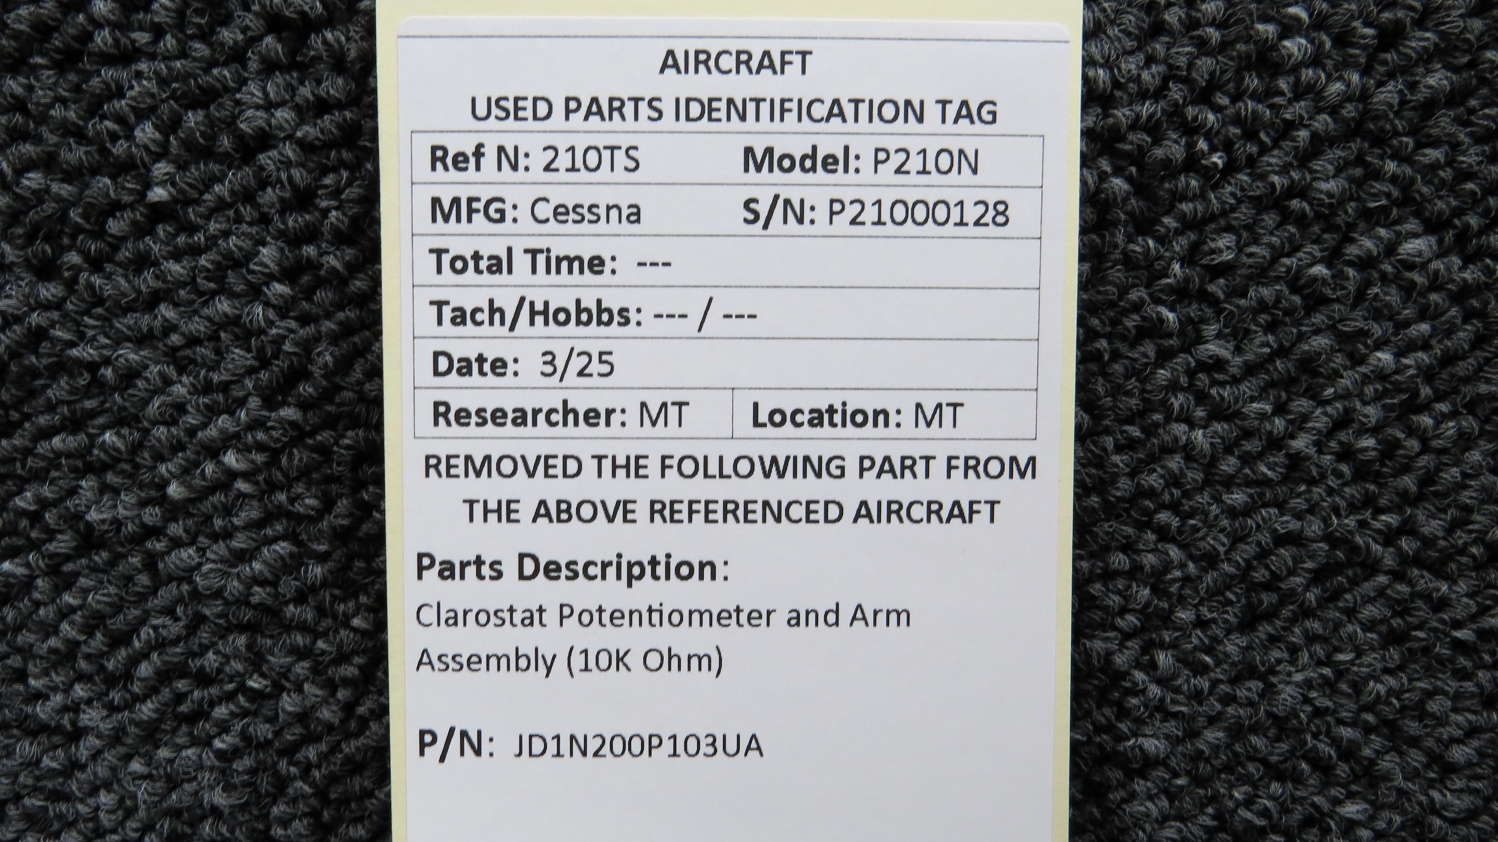 AIRCRAFT
USED PARTS IDENTIFICATION TAG
Ref N: 210TS Model: P210N
MFG: Cessna S/N: P21000128
Total Time: ---
Tach/Hobbs: --- / ---
Date: 3/25
Researcher: MT Location: MT
REMOVED THE FOLLOWING PART FROM
THE ABOVE REFERENCED AIRCRAFT
Parts Description:
Clarostat Potentiometer and Arm
Assembly (10K Ohm)
P/N: JD1N200P103UA